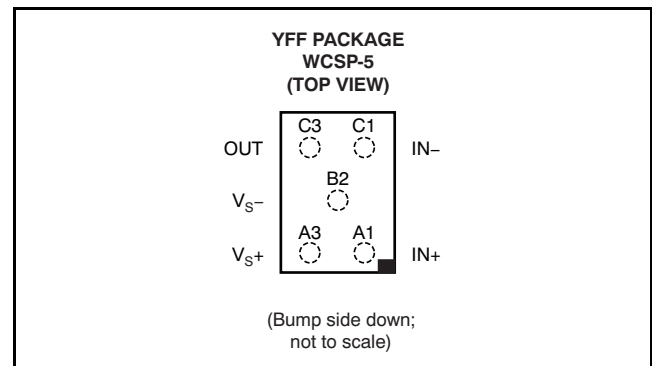 YFF PACKAGE
WCSP-5
(TOP VIEW)
C3 C1
OUT IN−
B2
VS−
A3 A1
VS+ IN+
(Bump side down;
not to scale)